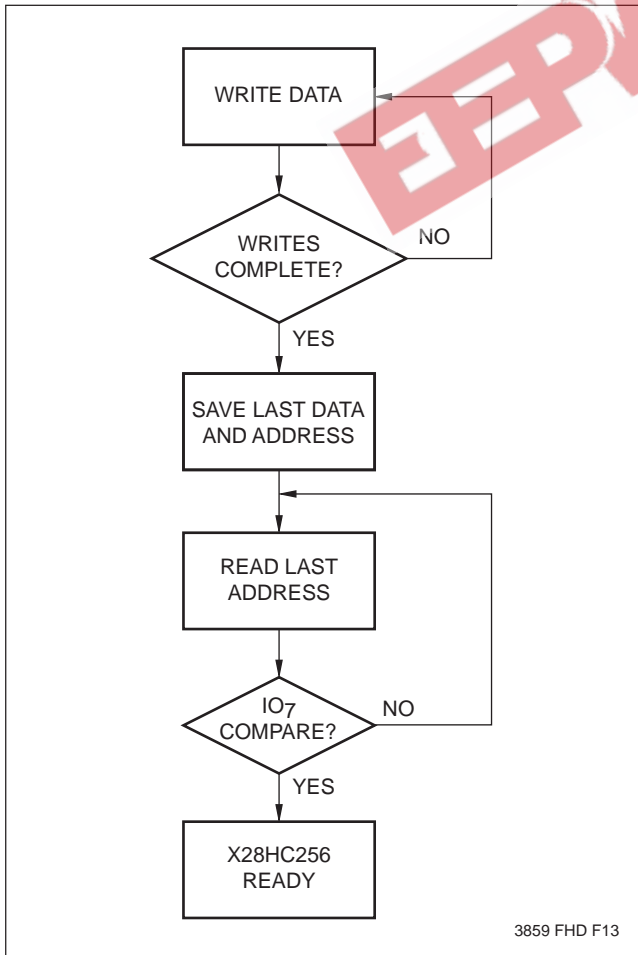 WRITE DATA
WRITES
COMPLETE?
NO
YES
SAVE LAST DATA
AND ADDRESS
READ LAST
ADDRESS
IO7
COMPARE?
NO
YES
X28HC256
READY
3859 FHD F13